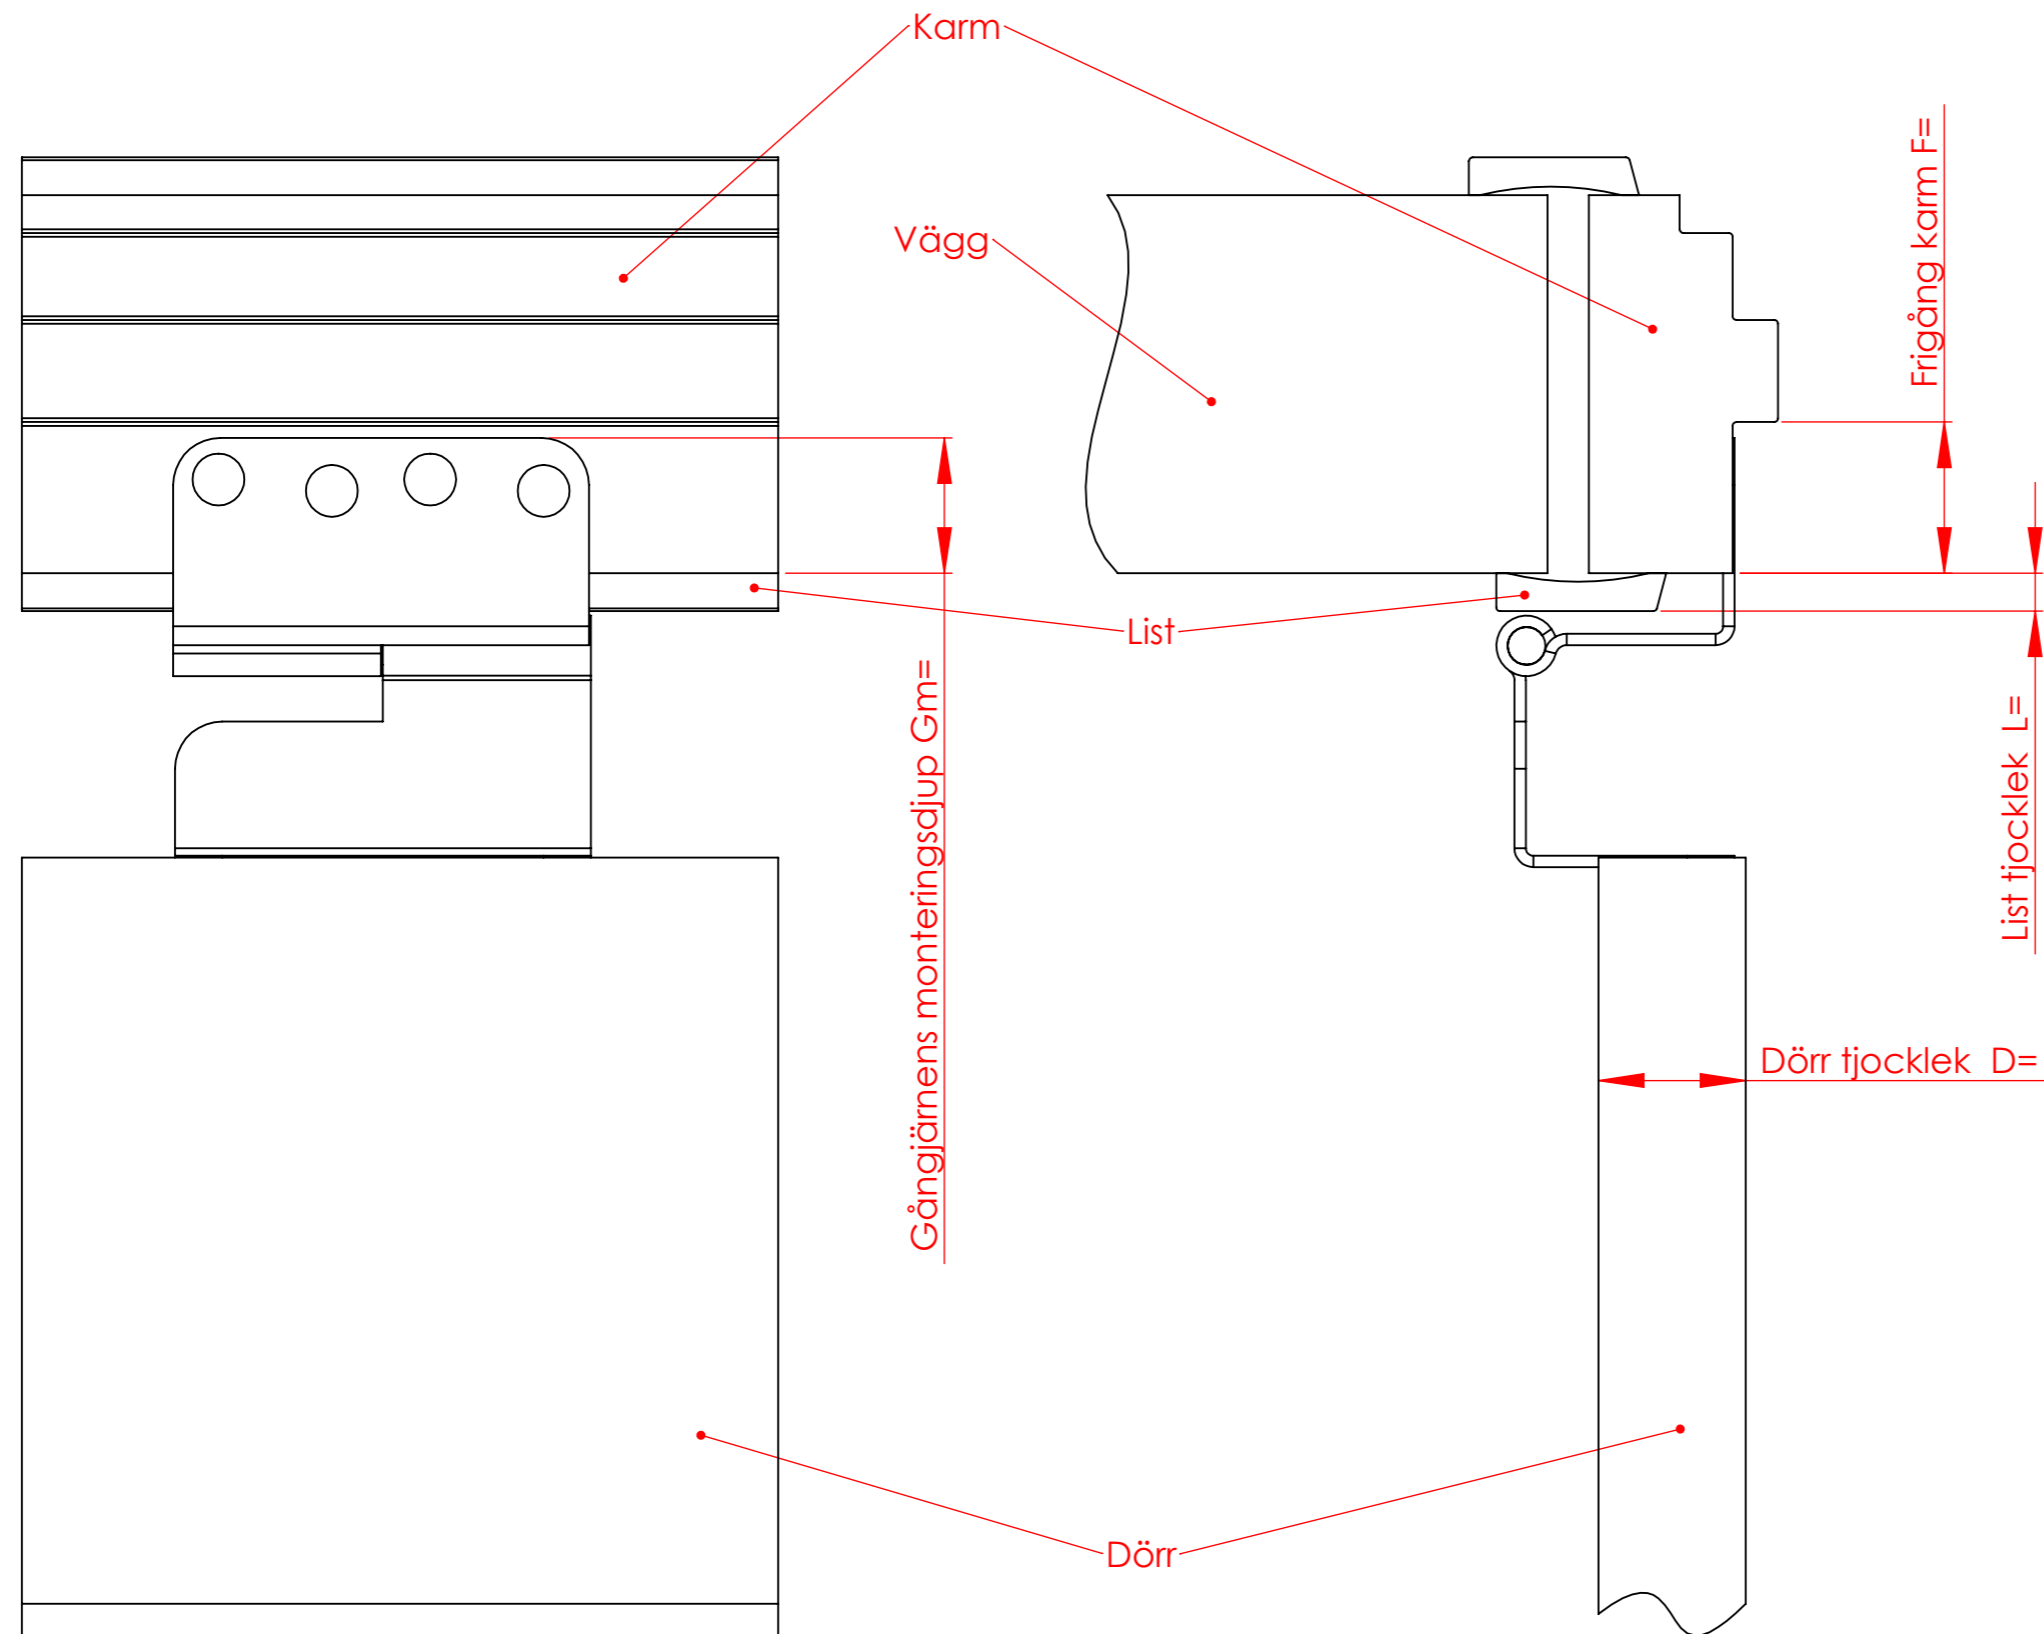 Karm
Vägg
Frigång karm F=
List
Gångjärnens monteringsdjup Gm=
List tjocklek L=
Dörr tjocklek D=
Dörr